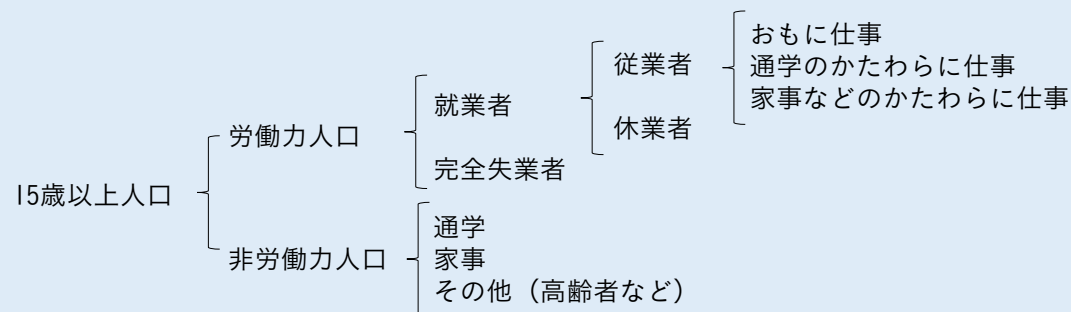 おもに仕事
従業者
通学のかたわらに仕事
家事などのかたわらに仕事
就業者
休業者
労働力人口
完全失業者
15歳以上人口
通学
非労働力人口
家事
その他（高齢者など）